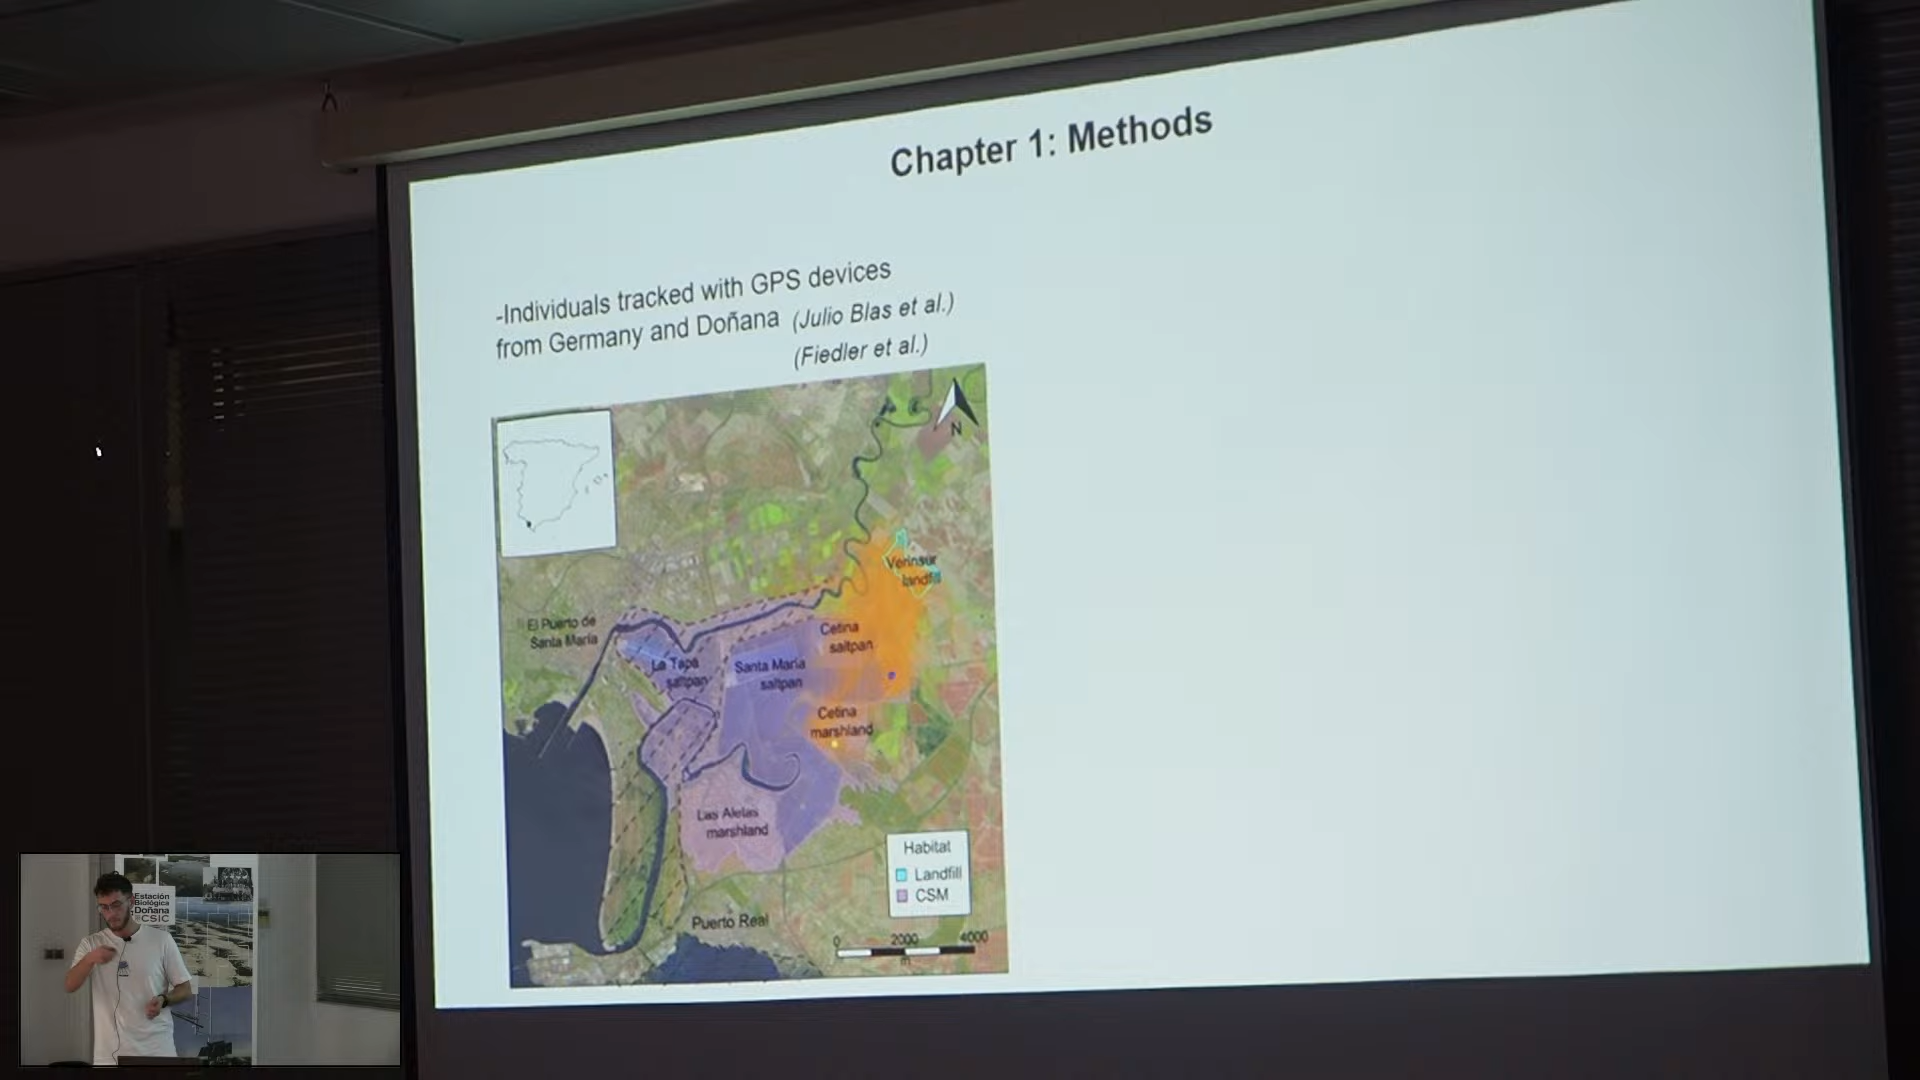 Chapter 1: Methods
-Individuals tracked with GPS devices
from Germany and Doñana (Julio Blas et al.)
(Fiedler et al.)
N
Verinsur
landfill
El Puerto de
Santa María
Cetina
saltpan
La Tapa
saltpan
Santa María
saltpan
Cetina
marshland
Las Aletas
marshland
Habitat
Landfill
CSM
Puerto Real
0 2000 4000
m
Estación
Biológica
Doñana
CSIC